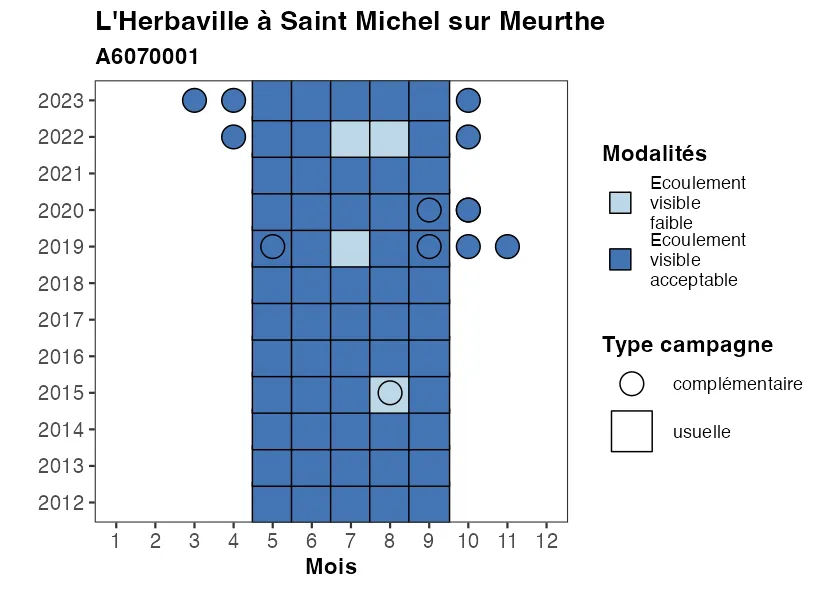 L'Herbaville à Saint Michel sur Meurthe
A6070001
2023
2022
2021
2020
2019
2018
2017
2016
2015
2014
2013
2012
1 2 3 4 5 6 7 8 9 10 11 12
Mois
Modalités
Ecoulement
visible
faible
Ecoulement
visible
acceptable
Type campagne
complémentaire
usuelle